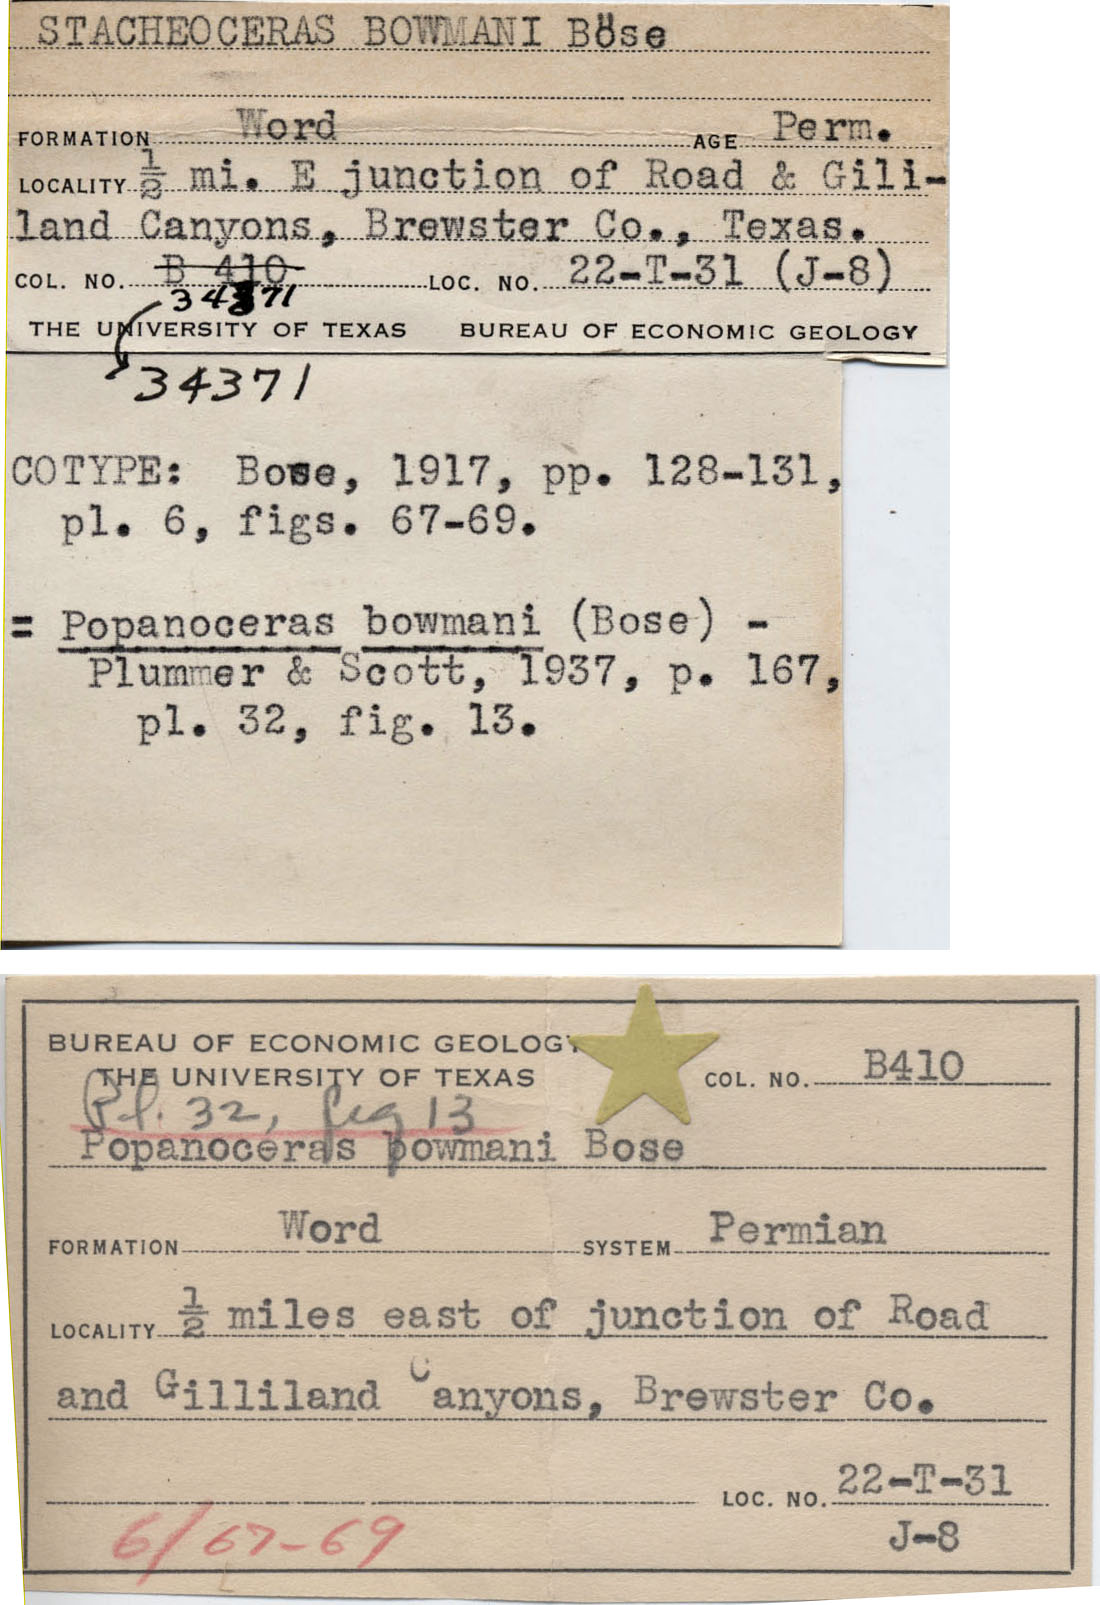 STACHEOCERAS BOWMANI Böse
FORMATION Word AGE Perm.
LOCALITY ½ mi. E junction of Road & Gili-
land Canyons, Brewster Co., Texas.
COL. NO. B 410 LOC. NO. 22-T-31 (J-8)
34371
THE UNIVERSITY OF TEXAS BUREAU OF ECONOMIC GEOLOGY
34371
COTYPE: Bose, 1917, pp. 128-131,
pl. 6, figs. 67-69.
= Popanoceras bowmani (Bose) -
Plummer & Scott, 1937, p. 167,
pl. 32, fig. 13.
BUREAU OF ECONOMIC GEOLOGY
THE UNIVERSITY OF TEXAS COL. NO. B410
Pl. 32, fig 13
Popanoceras bowmani Bose
FORMATION Word SYSTEM Permian
LOCALITY ½ miles east of junction of Road
and Gilliland Canyons, Brewster Co.
LOC. NO. 22-T-31
J-8
6/67-69